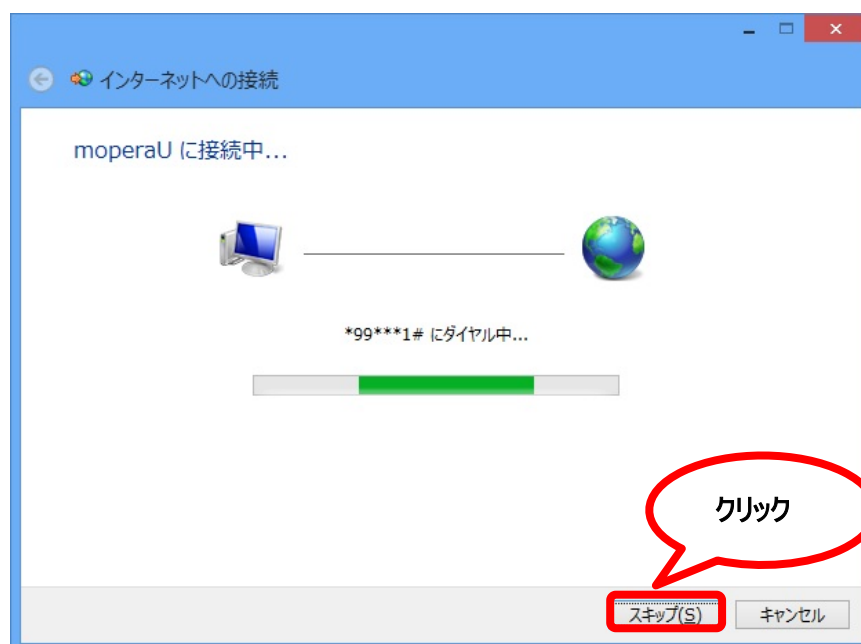 インターネットへの接続
moperaU に接続中...
*99***1# にダイヤル中...
クリック
スキップ(S)
キャンセル